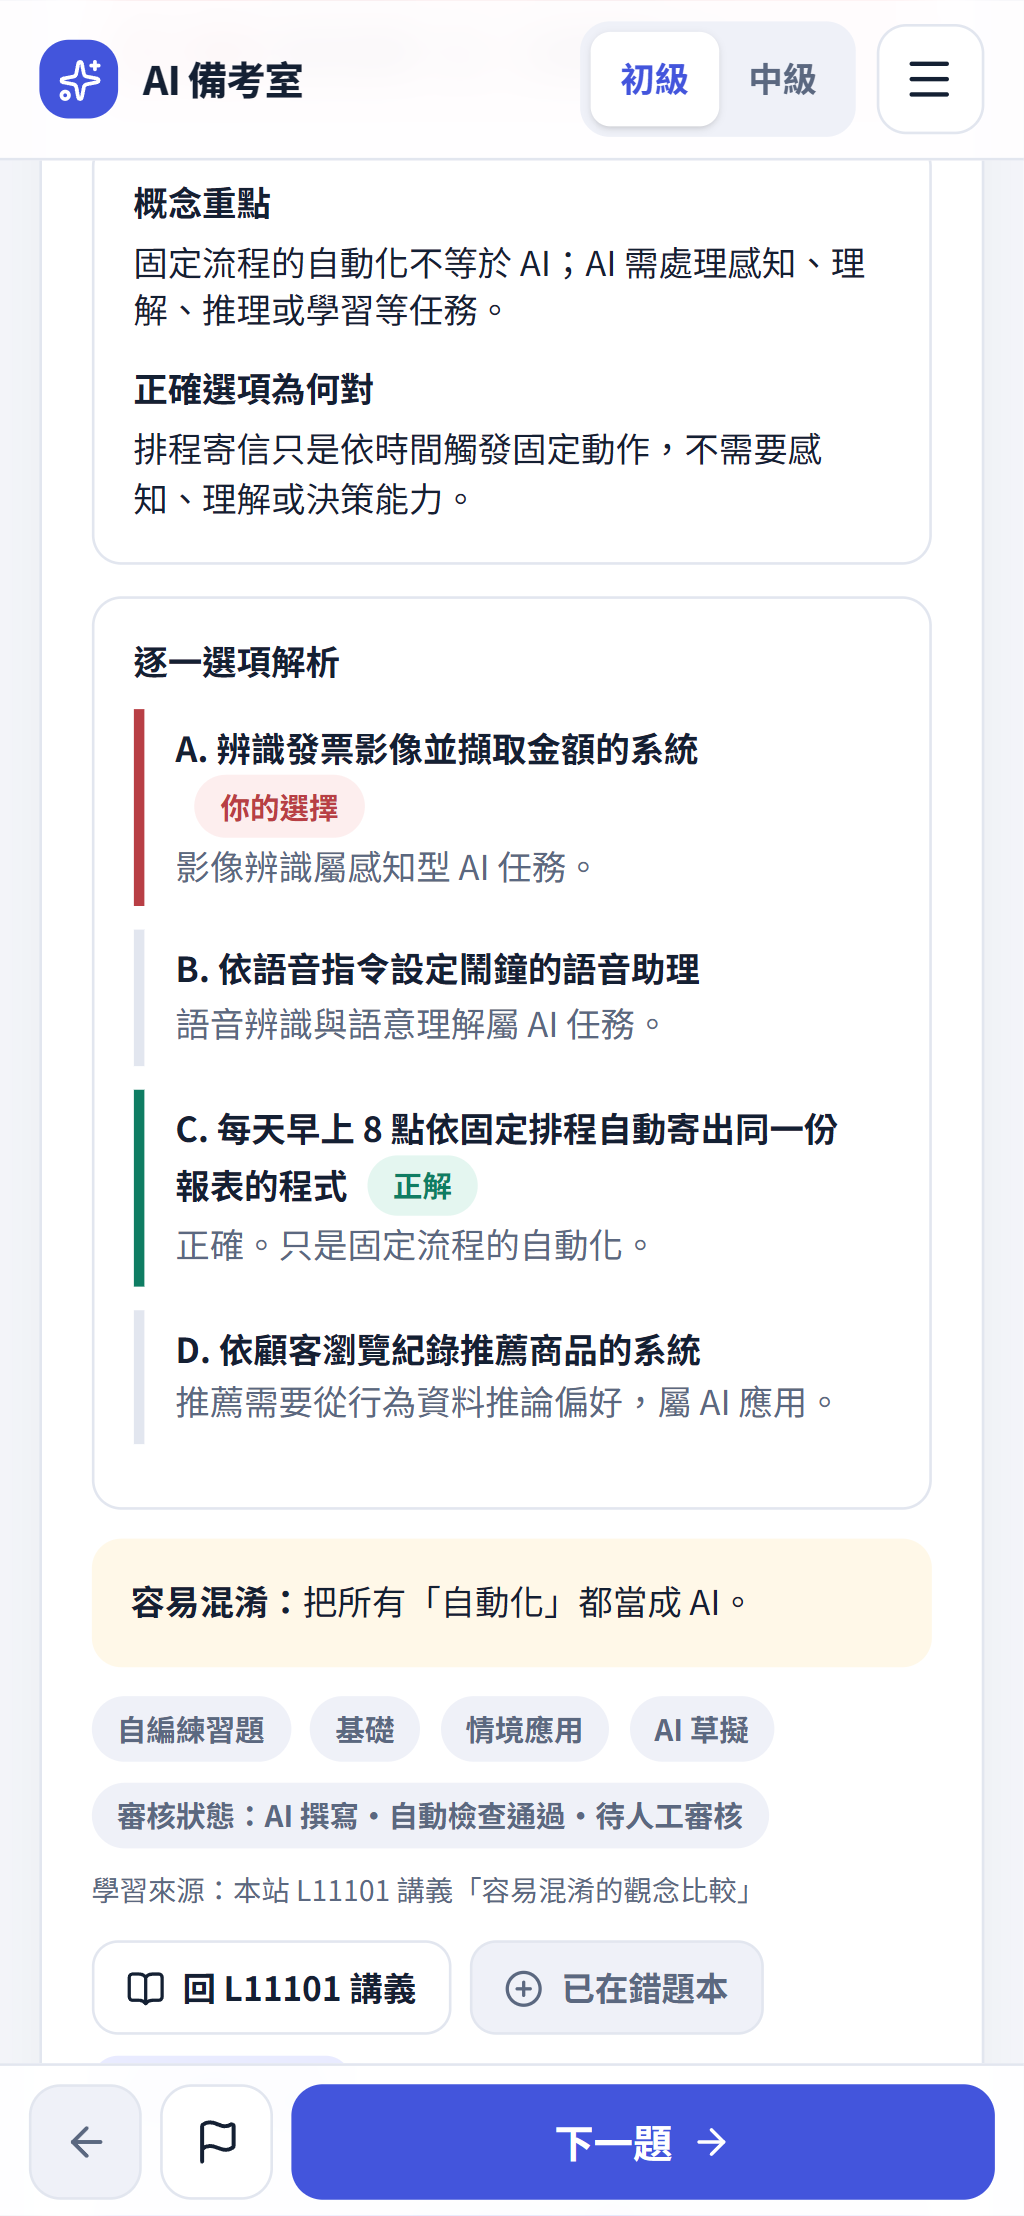 AI 備考室
初級
中級
概念重點
固定流程的自動化不等於 AI；AI 需處理感知、理
解、推理或學習等任務。
正確選項為何對
排程寄信只是依時間觸發固定動作，不需要感
知、理解或決策能力。
逐一選項解析
A. 辨識發票影像並擷取金額的系統
你的選擇
影像辨識屬感知型 AI 任務。
B. 依語音指令設定鬧鐘的語音助理
語音辨識與語意理解屬 AI 任務。
C. 每天早上 8 點依固定排程自動寄出同一份
報表的程式 正解
正確。只是固定流程的自動化。
D. 依顧客瀏覽紀錄推薦商品的系統
推薦需要從行為資料推論偏好，屬 AI 應用。
容易混淆：把所有「自動化」都當成 AI。
自編練習題 基礎 情境應用 AI 草擬
審核狀態：AI 撰寫・自動檢查通過・待人工審核
學習來源：本站 L11101 講義「容易混淆的觀念比較」
回 L11101 講義 已在錯題本
下一題